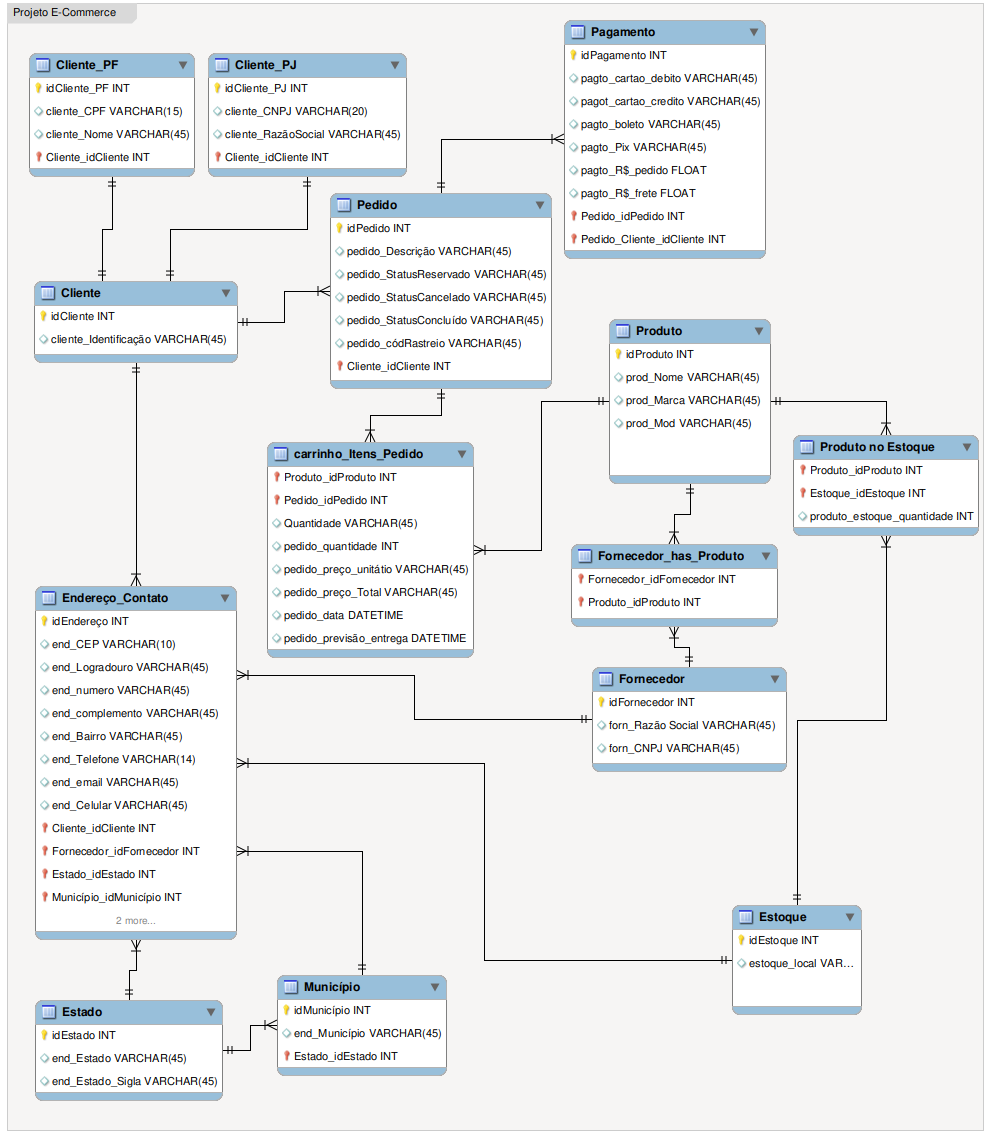 Projeto E-Commerce
Cliente_PF
idCliente_PF INT
cliente_CPF VARCHAR(15)
cliente_Nome VARCHAR(45)
Cliente_idCliente INT
Cliente_PJ
idCliente_PJ INT
cliente_CNPJ VARCHAR(20)
cliente_RazãoSocial VARCHAR(45)
Cliente_idCliente INT
Pagamento
idPagamento INT
pagto_cartao_debito VARCHAR(45)
pagot_cartao_credito VARCHAR(45)
pagto_boleto VARCHAR(45)
pagto_Pix VARCHAR(45)
pagto_R$_pedido FLOAT
pagto_R$_frete FLOAT
Pedido_idPedido INT
Pedido_Cliente_idCliente INT
Pedido
idPedido INT
pedido_Descrição VARCHAR(45)
pedido_StatusReservado VARCHAR(45)
pedido_StatusCancelado VARCHAR(45)
pedido_StatusConcluído VARCHAR(45)
pedido_códRastreio VARCHAR(45)
Cliente_idCliente INT
Cliente
idCliente INT
cliente_Identificação VARCHAR(45)
Produto
idProduto INT
prod_Nome VARCHAR(45)
prod_Marca VARCHAR(45)
prod_Mod VARCHAR(45)
carrinho_Itens_Pedido
Produto_idProduto INT
Pedido_idPedido INT
Quantidade VARCHAR(45)
pedido_quantidade INT
pedido_preço_unitátio VARCHAR(45)
pedido_preço_Total VARCHAR(45)
pedido_data DATETIME
pedido_previsão_entrega DATETIME
Produto no Estoque
Produto_idProduto INT
Estoque_idEstoque INT
produto_estoque_quantidade INT
Fornecedor_has_Produto
Fornecedor_idFornecedor INT
Produto_idProduto INT
Endereço_Contato
idEndereço INT
end_CEP VARCHAR(10)
end_Logradouro VARCHAR(45)
end_numero VARCHAR(45)
end_complemento VARCHAR(45)
end_Bairro VARCHAR(45)
end_Telefone VARCHAR(14)
end_email VARCHAR(45)
end_Celular VARCHAR(45)
Cliente_idCliente INT
Fornecedor_idFornecedor INT
Estado_idEstado INT
Município_idMunicípio INT
2 more...
Fornecedor
idFornecedor INT
forn_Razão Social VARCHAR(45)
forn_CNPJ VARCHAR(45)
Estoque
idEstoque INT
estoque_local VAR...
Estado
idEstado INT
end_Estado VARCHAR(45)
end_Estado_Sigla VARCHAR(45)
Município
idMunicípio INT
end_Município VARCHAR(45)
Estado_idEstado INT